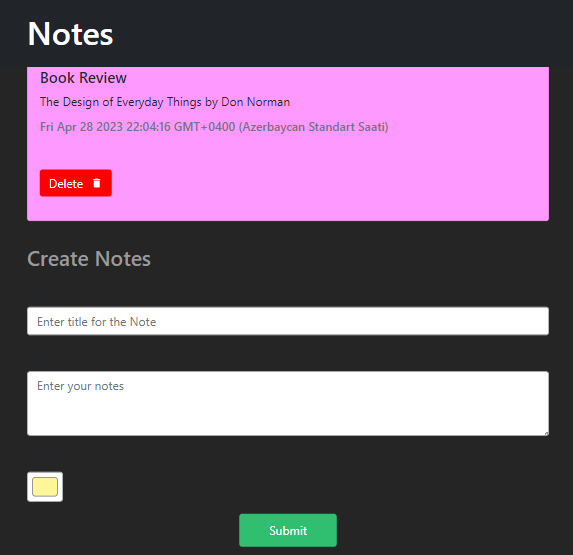 Notes
Book Review
The Design of Everyday Things by Don Norman
Fri Apr 28 2023 22:04:16 GMT+0400 (Azerbaycan Standart Saati)
Delete
Create Notes
Enter title for the Note
Enter your notes
Submit